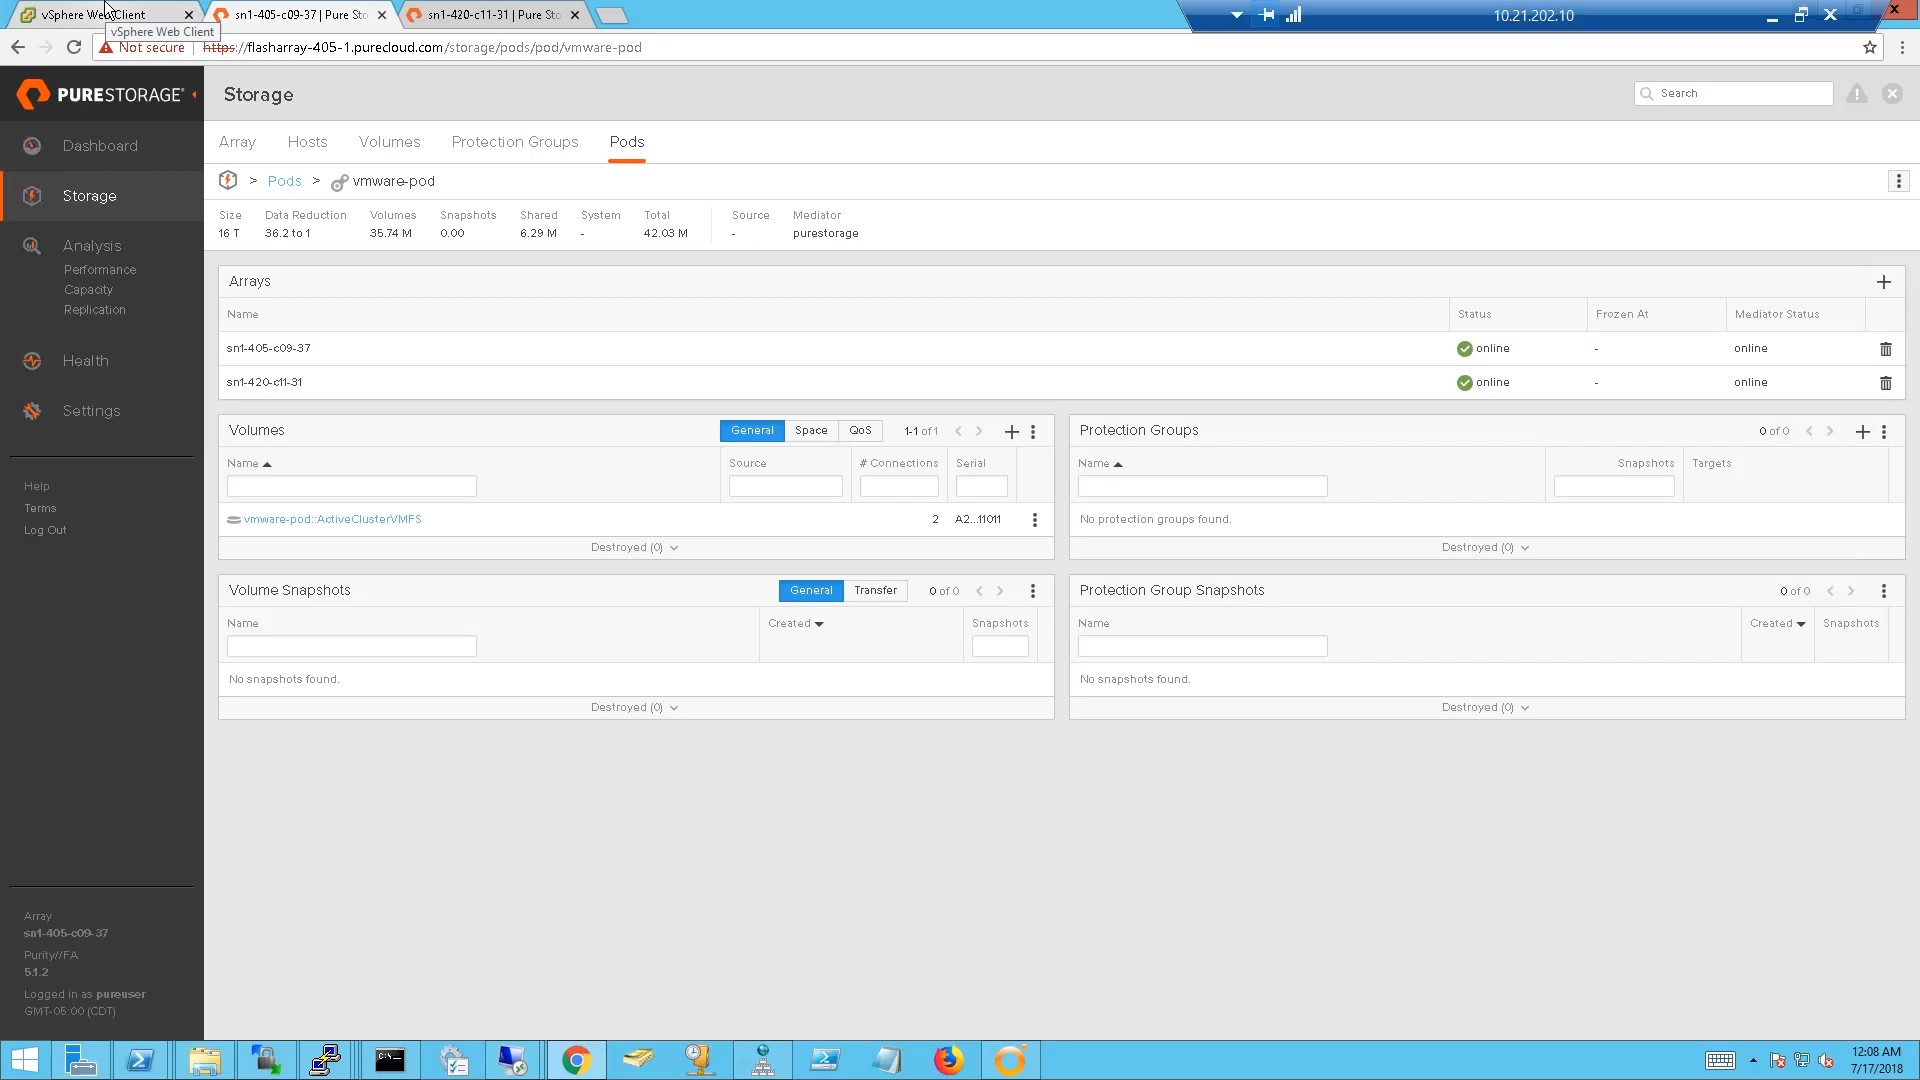 vSphere Web Client
sn1-405-c09-37 | Pure Sto
sn1-420-c11-31 | Pure Sto
10.21.202.10
vSphere Web Client
Not secure
https://flasharray-405-1.purecloud.com/storage/pods/pod/vmware-pod
PURESTORAGE
Storage
Search
Dashboard
Storage
Analysis
Performance
Capacity
Replication
Health
Settings
Help
Terms
Log Out
Array
sn1-405-c09-37
Purity//FA
5.1.2
Logged in as pureuser
GMT-05:00 (CDT)
Array Hosts Volumes Protection Groups Pods
> Pods > vmware-pod
Size Data Reduction Volumes Snapshots Shared System Total Source Mediator
16 T 36.2 to 1 35.74 M 0.00 6.29 M - 42.03 M - purestorage
Arrays
Name Status Frozen At Mediator Status
sn1-405-c09-37 online - online
sn1-420-c11-31 online - online
Volumes General Space QoS 1-1 of 1
Name Source # Connections Serial
vmware-pod::ActiveClusterVMFS 2 A2...11011
Destroyed (0)
Protection Groups 0 of 0
Name Snapshots Targets
No protection groups found.
Destroyed (0)
Volume Snapshots General Transfer 0 of 0
Name Created Snapshots
No snapshots found.
Destroyed (0)
Protection Group Snapshots 0 of 0
Name Created Snapshots
No snapshots found.
Destroyed (0)
12:08 AM
7/17/2018